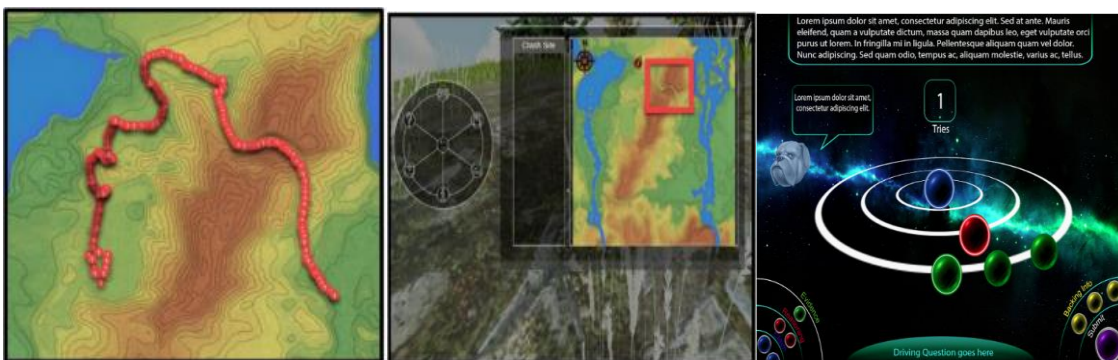 Crash Site
Lorem ipsum dolor sit amet, consectetur adipiscing elit. Sed at ante. Mauris
eleifend, quam a vulputate dictum, massa quam dapibus leo, eget vulputate orci
purus ut lorem. In fringilla mi in ligula. Pellentesque aliquam quam vel dolor.
Nunc adipiscing. Sed quam odio, tempus ac, aliquam molestie, varius ac, tellus.
Lorem ipsum dolor sit amet,
consectetur adipiscing elit.
1
Tries
Evidence
Reasoning
Backing Info
Submit
Driving Question goes here